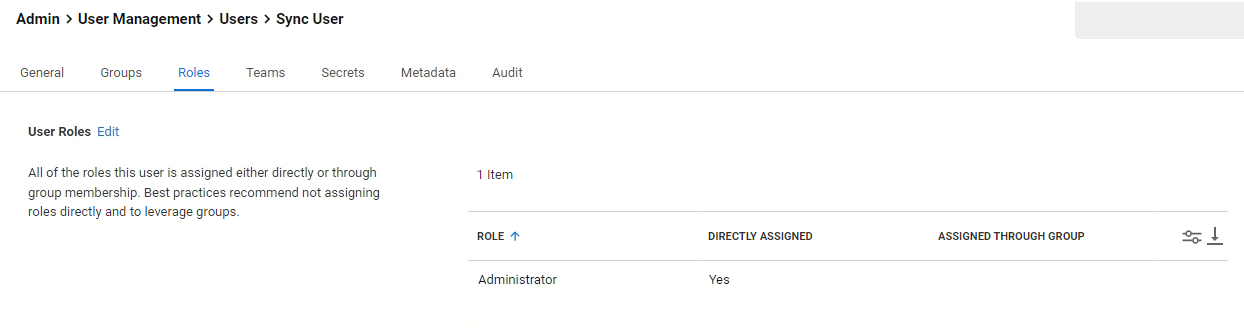 Admin > User Management > Users > Sync User
General Groups Roles Teams Secrets Metadata Audit
User Roles Edit
All of the roles this user is assigned either directly or through
group membership. Best practices recommend not assigning
roles directly and to leverage groups.
1 Item
ROLE ↑ DIRECTLY ASSIGNED ASSIGNED THROUGH GROUP
Administrator Yes